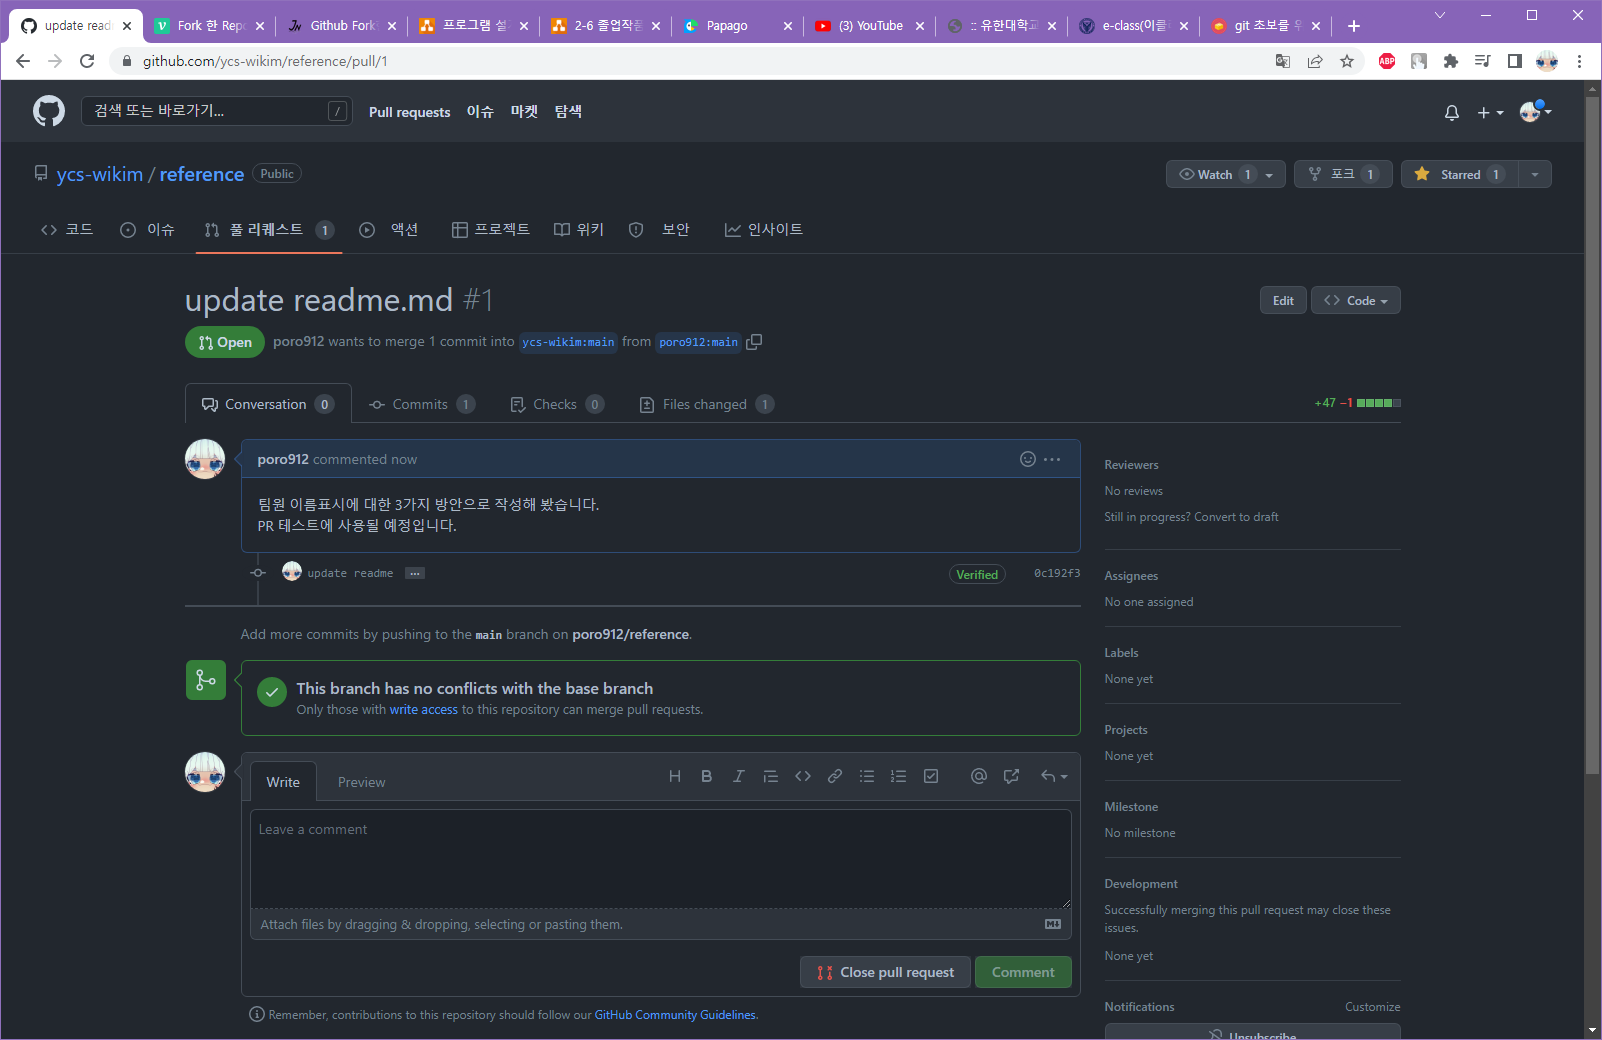 update read
Fork 한 Repo
Github Fork
프로그램 설
2-6 졸업작품
Papago
(3) YouTube
:: 유한대학교
e-class(이클
git 초보를 위
github.com/ycs-wikim/reference/pull/1
ABP
검색 또는 바로가기... /
Pull requests 이슈 마켓 탐색
ycs-wikim / reference Public
Watch 1
포크 1
Starred 1
코드
이슈
풀 리퀘스트 1
액션
프로젝트
위키
보안
인사이트
update readme.md #1
Edit
Code
Open poro912 wants to merge 1 commit into ycs-wikim:main from poro912:main
Conversation 0
Commits 1
Checks 0
Files changed 1
+47 −1
poro912 commented now
팀원 이름표시에 대한 3가지 방안으로 작성해 봤습니다.
PR 테스트에 사용될 예정입니다.
update readme ...
Verified
0c192f3
Add more commits by pushing to the main branch on poro912/reference.
This branch has no conflicts with the base branch
Only those with write access to this repository can merge pull requests.
Write
Preview
Leave a comment
Attach files by dragging & dropping, selecting or pasting them.
Close pull request
Comment
Remember, contributions to this repository should follow our GitHub Community Guidelines.
Reviewers
No reviews
Still in progress? Convert to draft
Assignees
No one assigned
Labels
None yet
Projects
None yet
Milestone
No milestone
Development
Successfully merging this pull request may close these
issues.
None yet
Notifications
Customize
Unsubscribe